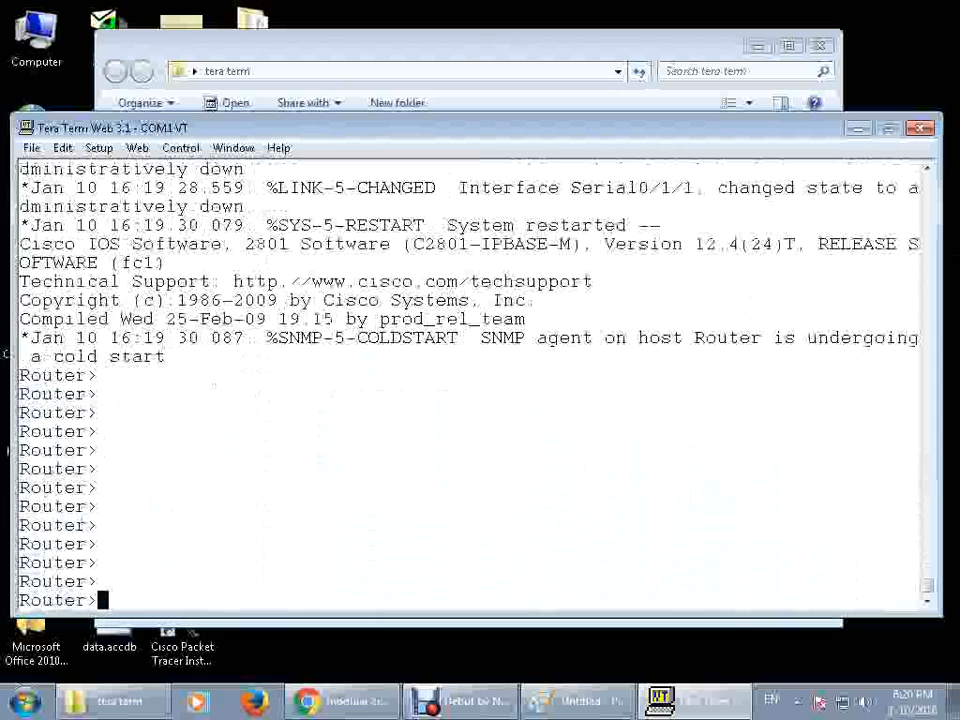 Computer
tera term
Search tera term
Organize
Open
Share with
New folder
Tera Term Web 3.1 - COM1 VT
File Edit Setup Web Control Window Help
dministratively down
*Jan 10 16:19 28.559 %LINK-5-CHANGED Interface Serial0/1/1, changed state to a
dministratively down
*Jan 10 16:19 30 079 %SYS-5-RESTART System restarted --
Cisco IOS Software, 2801 Software (C2801-IPBASE-M), Version 12.4(24)T, RELEASE S
OFTWARE (fc1)
Technical Support: http://www.cisco.com/techsupport
Copyright (c) 1986-2009 by Cisco Systems, Inc.
Compiled Wed 25-Feb-09 19.15 by prod_rel_team
*Jan 10 16:19 30 087 %SNMP-5-COLDSTART SNMP agent on host Router is undergoing
a cold start
Router>
Router>
Router>
Router>
Router>
Router>
Router>
Router>
Router>
Router>
Router>
Router>
Router>
Microsoft
Office 2010...
data.accdb
Cisco Packet
Tracer Inst...
tera term
Debut by N...
Untitled - P...
EN
8:20 PM